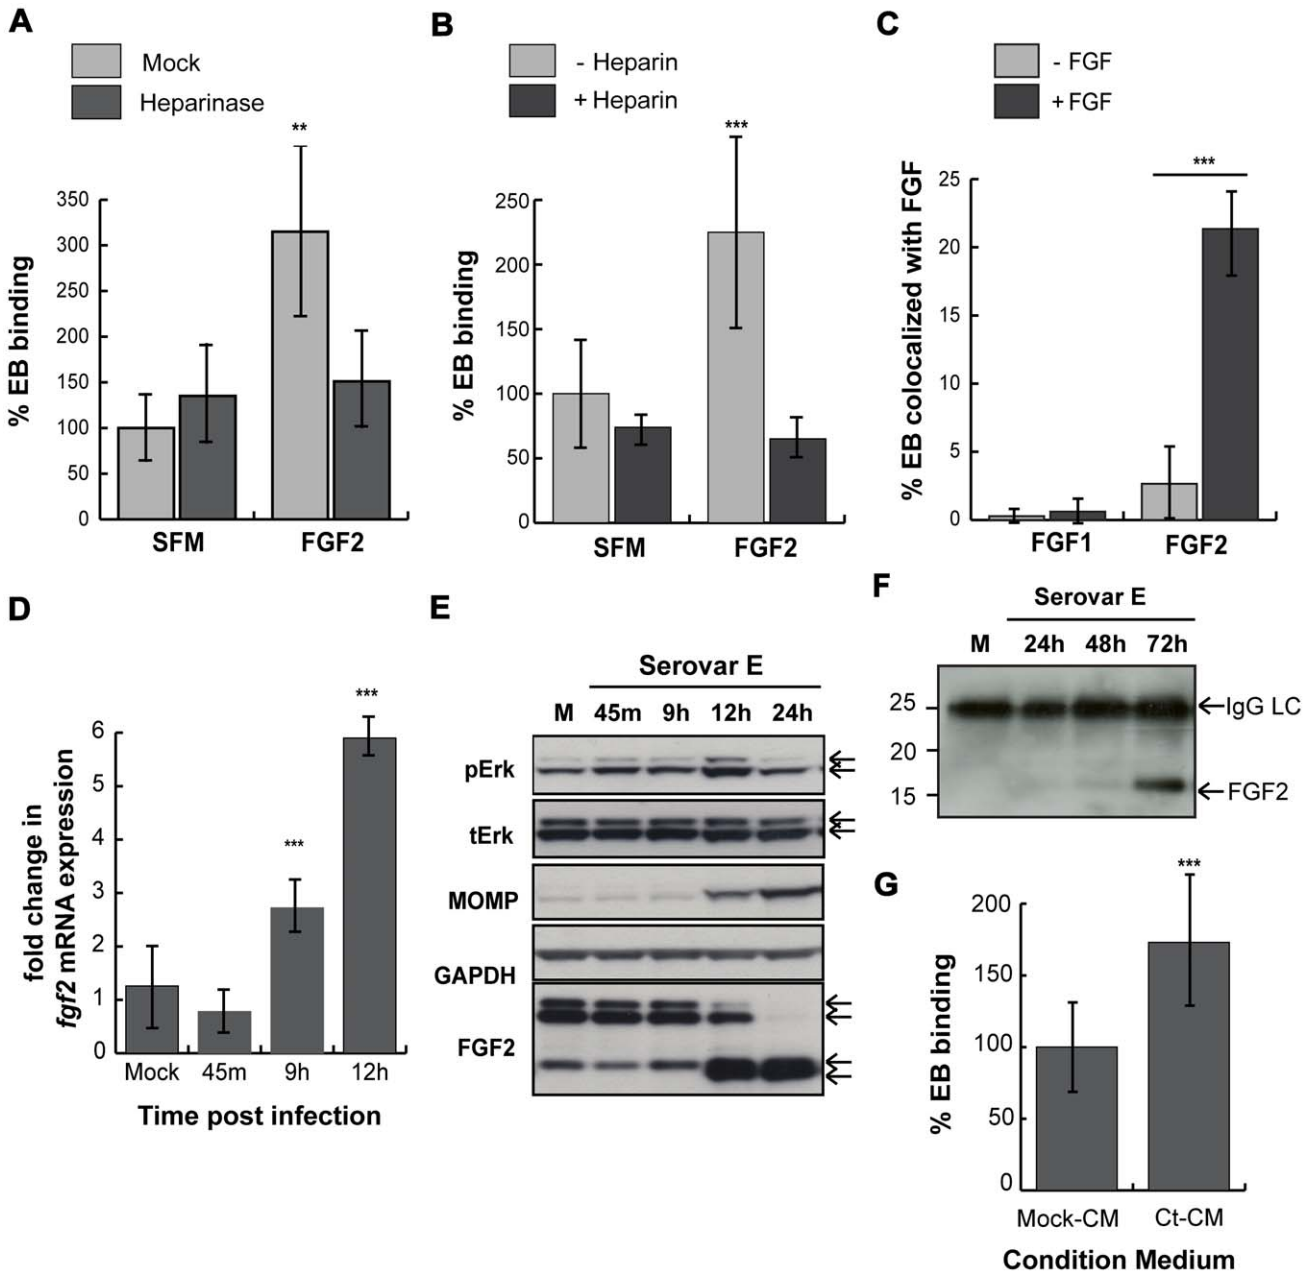 A
Mock
Heparinase
**
350
300
250
200
150
100
50
0
% EB binding
SFM FGF2
B
- Heparin
+ Heparin
***
250
200
150
100
50
0
% EB binding
SFM FGF2
C
- FGF
+ FGF
***
25
20
15
10
5
0
% EB colocalized with FGF
FGF1 FGF2
D
***
***
6
5
4
3
2
1
0
fold change in
fgf2 mRNA expression
Mock 45m 9h 12h
Time post infection
E
Serovar E
M 45m 9h 12h 24h
pErk
tErk
MOMP
GAPDH
FGF2
F
Serovar E
M 24h 48h 72h
25
20
15
IgG LC
FGF2
G
***
200
150
100
50
0
% EB binding
Mock-CM Ct-CM
Condition Medium